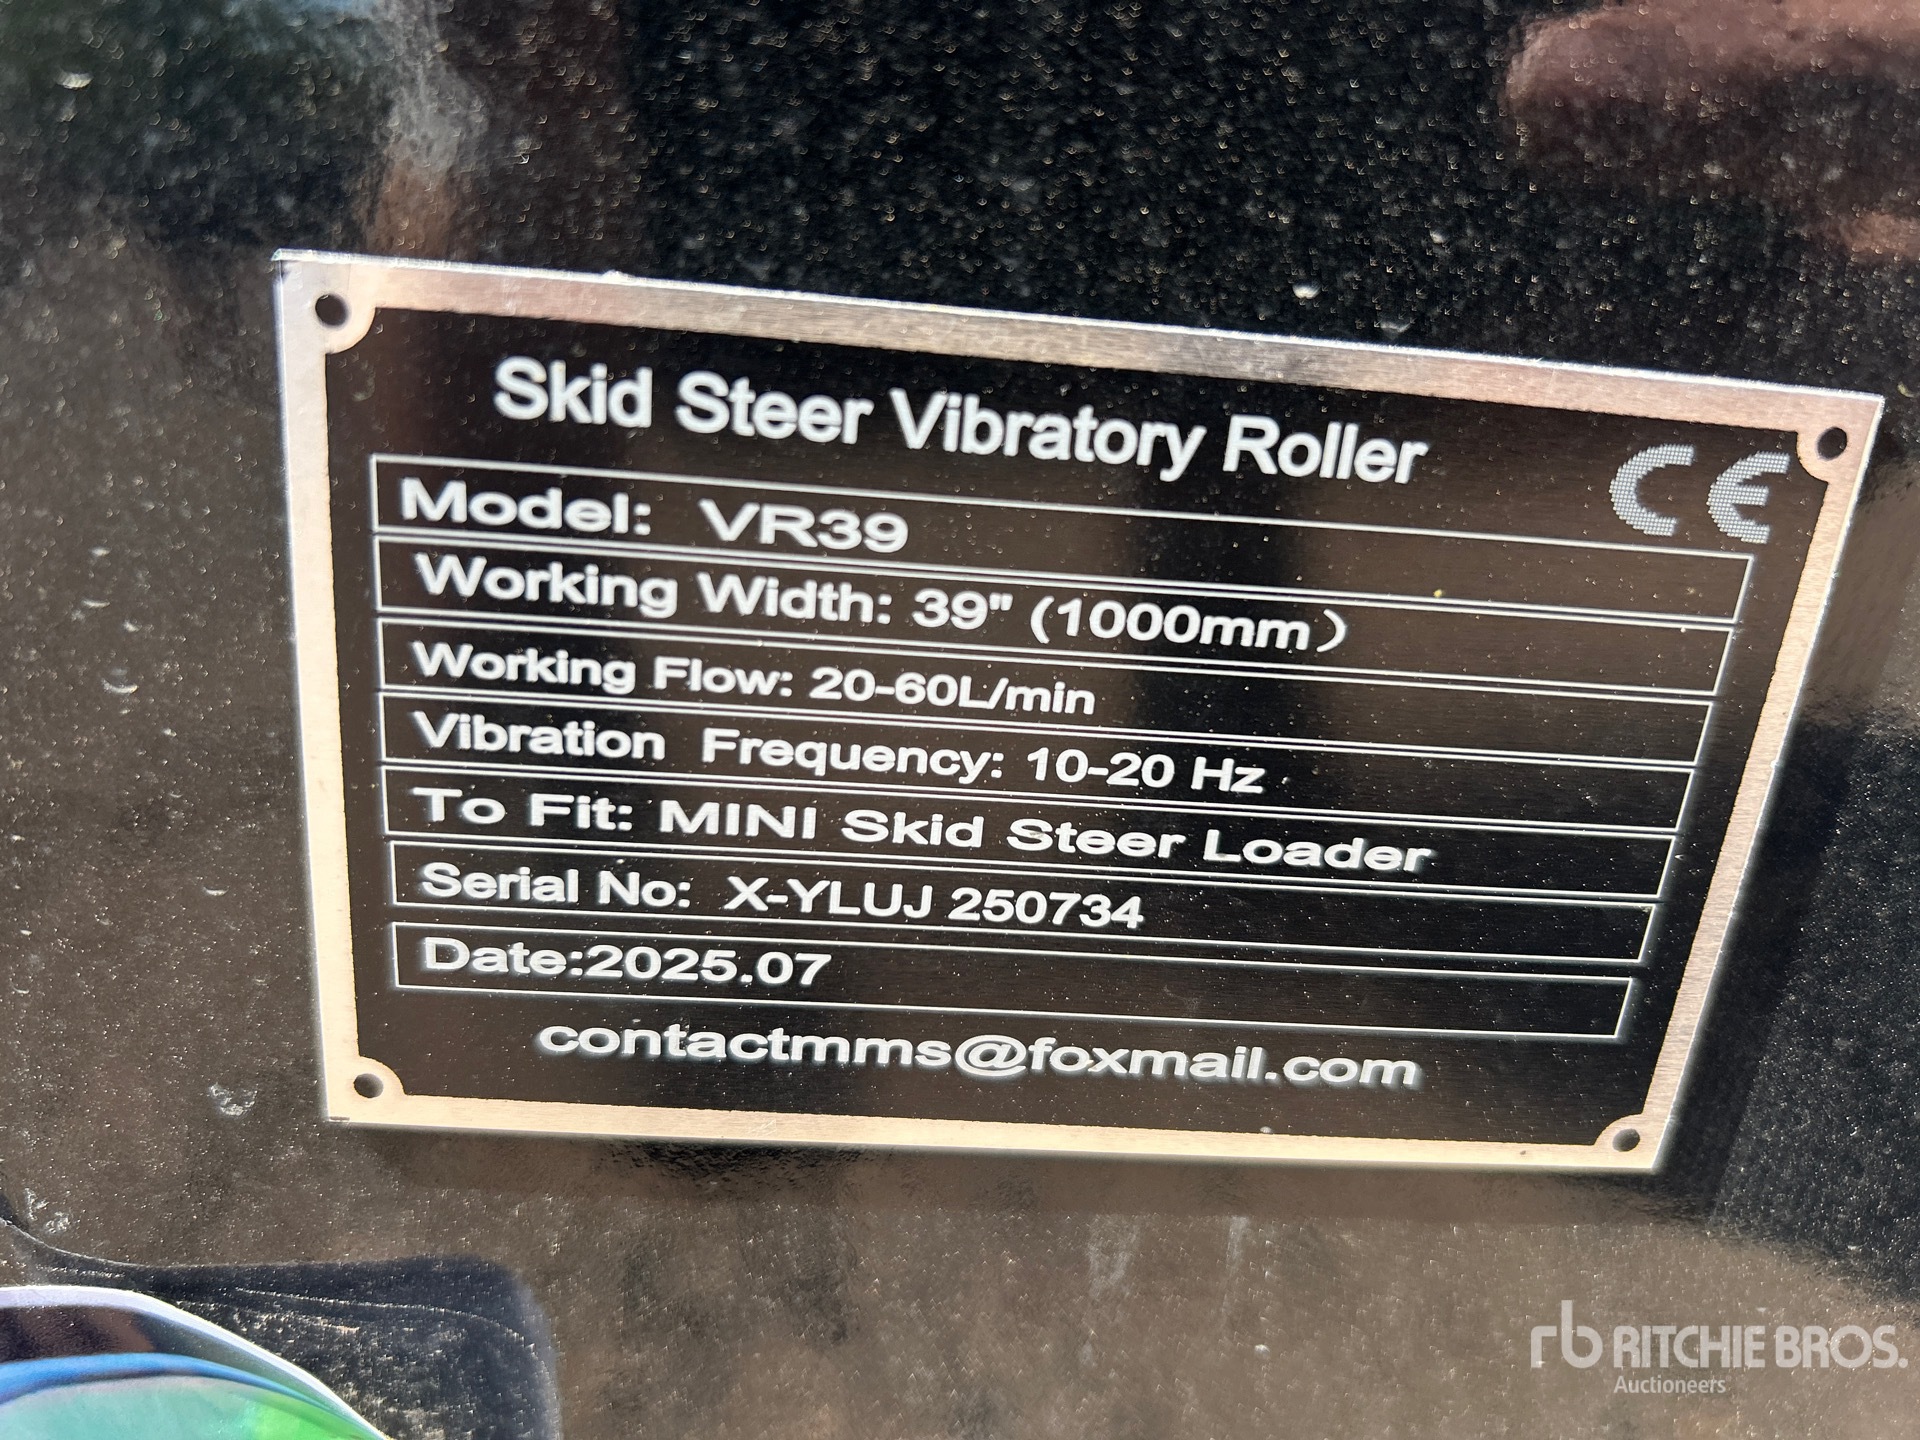 Skid Steer Vibratory Roller
CE
Model: VR39
Working Width: 39" (1000mm）
Working Flow: 20-60L/min
Vibration Frequency: 10-20 Hz
To Fit: MINI Skid Steer Loader
Serial No: X-YLUJ 250734
Date:2025.07
contactmms@foxmail.com
rb RITCHIE BROS.
Auctioneers